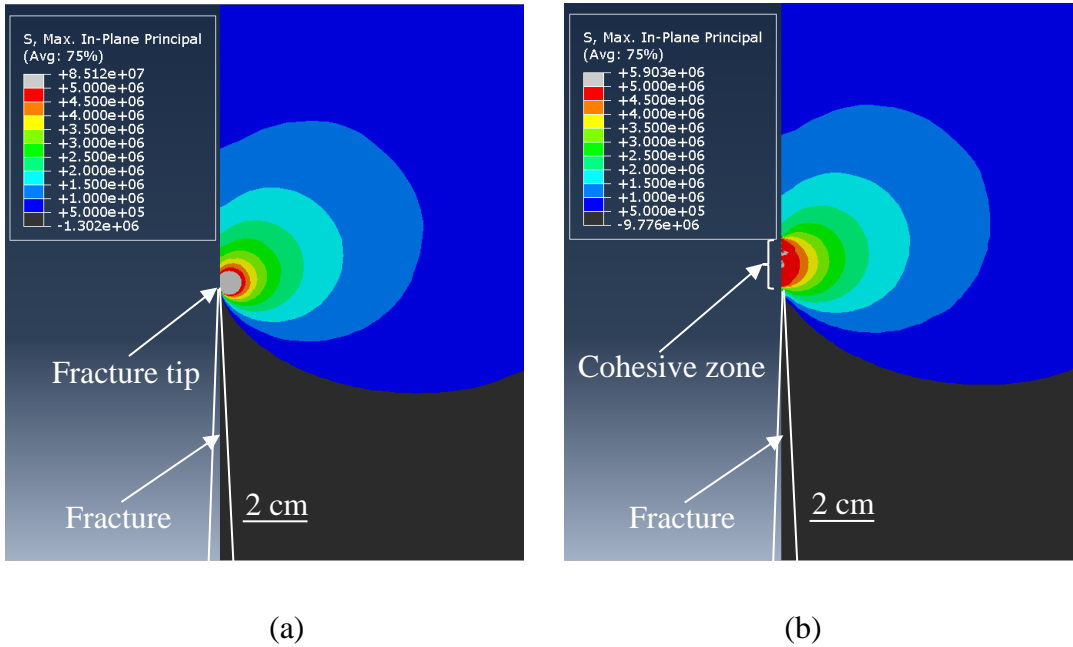 S, Max. In-Plane Principal
(Avg: 75%)
+8.512e+07
+5.000e+06
+4.500e+06
+4.000e+06
+3.500e+06
+3.000e+06
+2.500e+06
+2.000e+06
+1.500e+06
+1.000e+06
+5.000e+05
-1.302e+06
Fracture tip
Fracture
2 cm
(a)
S, Max. In-Plane Principal
(Avg: 75%)
+5.903e+06
+5.000e+06
+4.500e+06
+4.000e+06
+3.500e+06
+3.000e+06
+2.500e+06
+2.000e+06
+1.500e+06
+1.000e+06
+5.000e+05
-9.776e+06
Cohesive zone
Fracture
2 cm
(b)